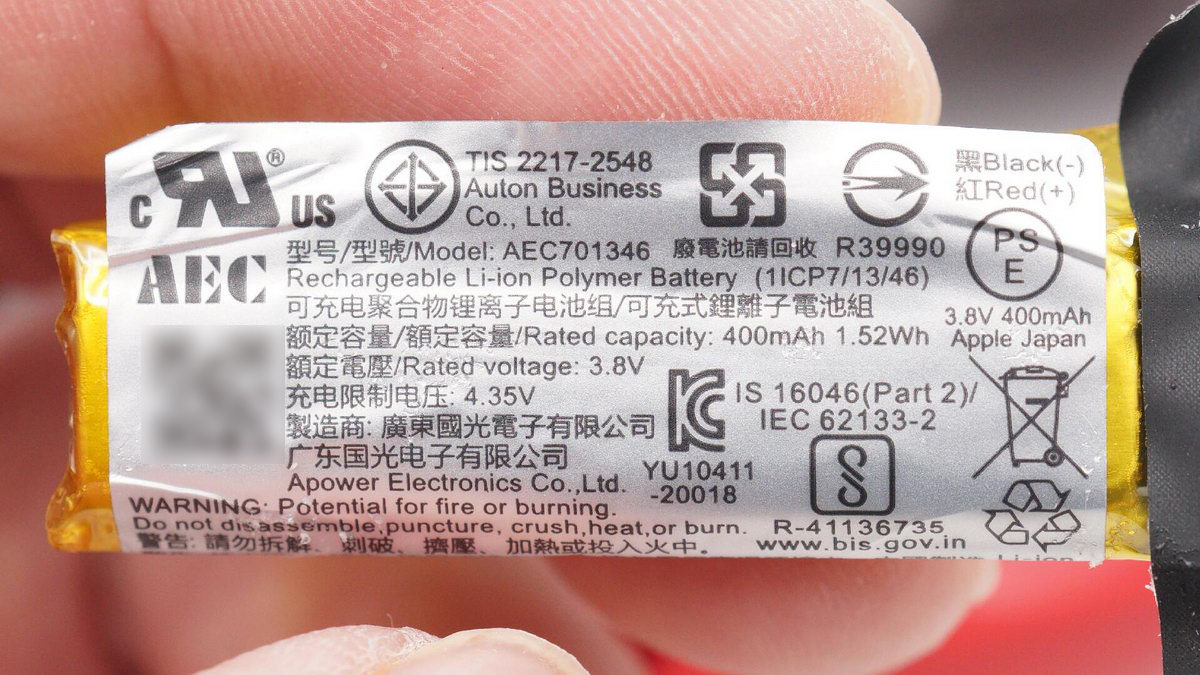 c RU® US
TIS 2217-2548
Auton Business
Co., Ltd.
黑Black(-)
紅Red(+)
AEC
型号/型號/Model: AEC701346
廢電池請回收
R39990
PS
E
Rechargeable Li-ion Polymer Battery (1ICP7/13/46)
可充电聚合物锂离子电池组/可充式鋰離子電池組
3.8V 400mAh
Apple Japan
额定容量/額定容量/Rated capacity: 400mAh 1.52Wh
額定電壓/Rated voltage: 3.8V
充电限制电压: 4.35V
IS 16046(Part 2)/
IEC 62133-2
製造商: 廣東國光電子有限公司
广东国光电子有限公司
Apower Electronics Co.,Ltd.
YU10411
-20018
WARNING: Potential for fire or burning.
Do not disassemble,puncture, crush,heat,or burn.
R-41136735
警告: 請勿拆解、刺破、擠壓、加熱或投入火中。
www.bis.gov.in